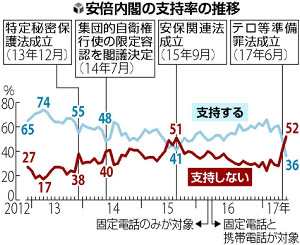 安倍内閣の支持率の推移
特定秘密保
護法成立
(13年12月)
集団的自衛権
行使の限定容
認を閣議決定
(14年7月)
安保関連法
成立
(15年9月)
テロ等準備
罪法成立
(17年6月)
80
%
60
40
20
0
65
74
55
48
41
36
27
17
38
40
51
52
支持する
支持しない
2012
13
14
15
16
17年
固定電話のみが対象
固定電話と
携帯電話が対象